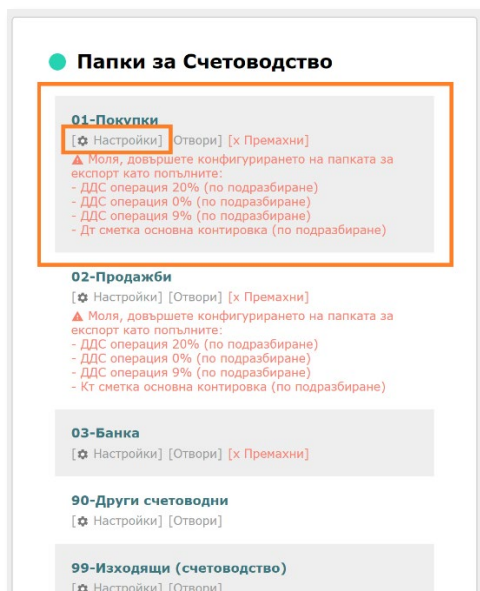 Папки за Счетоводство
01-Покупки
[⚙ Настройки] [Отвори] [x Премахни]
⚠ Моля, довършете конфигурирането на папката за
експорт като попълните:
- ДДС операция 20% (по подразбиране)
- ДДС операция 0% (по подразбиране)
- ДДС операция 9% (по подразбиране)
- Дт сметка основна контировка (по подразбиране)
02-Продажби
[⚙ Настройки] [Отвори] [x Премахни]
⚠ Моля, довършете конфигурирането на папката за
експорт като попълните:
- ДДС операция 20% (по подразбиране)
- ДДС операция 0% (по подразбиране)
- ДДС операция 9% (по подразбиране)
- Кт сметка основна контировка (по подразбиране)
03-Банка
[⚙ Настройки] [Отвори] [x Премахни]
90-Други счетоводни
[⚙ Настройки] [Отвори]
99-Изходящи (счетоводство)
[⚙ Настройки] [Отвори]